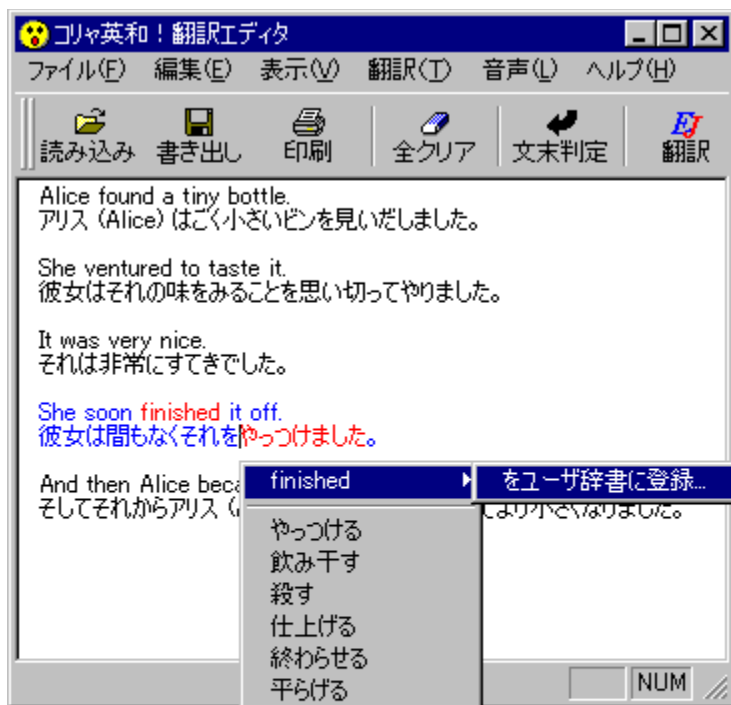 コリャ英和！翻訳エディタ
ファイル(F) 編集(E) 表示(V) 翻訳(T) 音声(L) ヘルプ(H)
読み込み 書き出し 印刷 全クリア 文末判定 翻訳
Alice found a tiny bottle.
アリス（Alice）はごく小さいビンを見いだしました。
She ventured to taste it.
彼女はそれの味をみることを思い切ってやりました。
It was very nice.
それは非常にすてきでした。
She soon finished it off.
彼女は間もなくそれをやっつけました。
And then Alice beca
そしてそれからアリス（ より小さくなりました。
finished をユーザ辞書に登録...
やっつける
飲み干す
殺す
仕上げる
終わらせる
平らげる
NUM